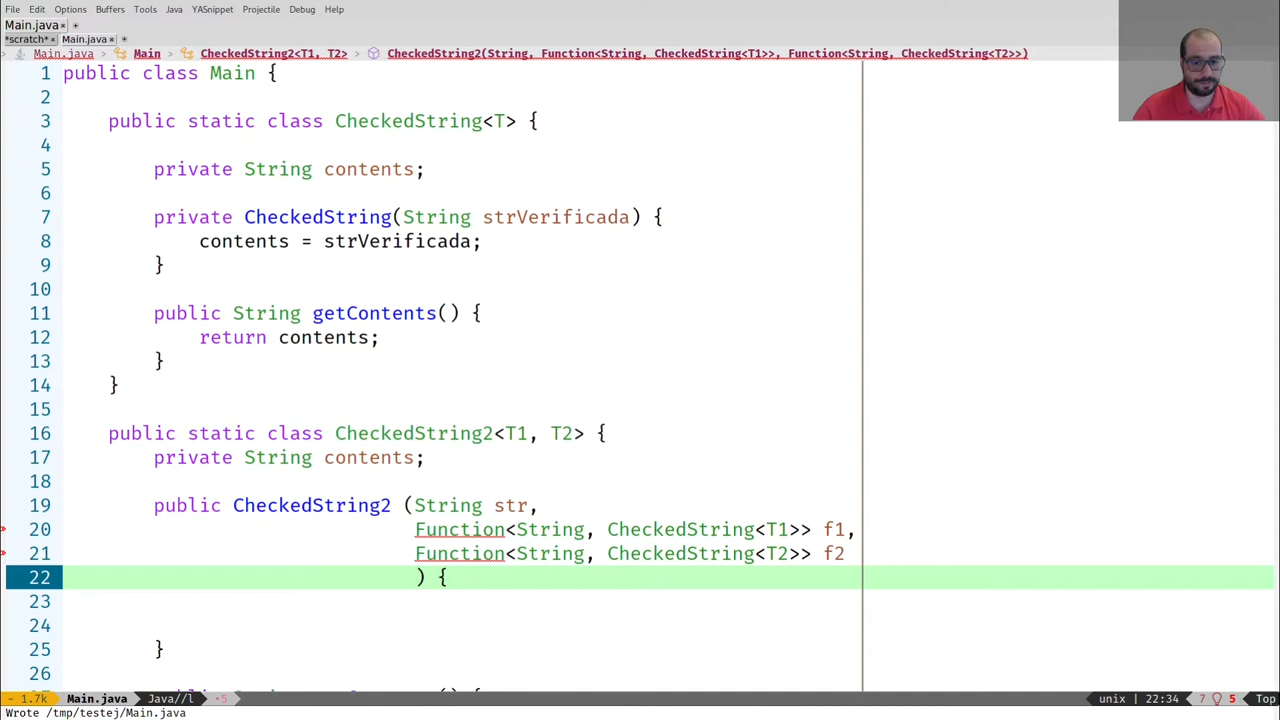 File Edit Options Buffers Tools Java YASnippet Projectile Debug Help
Main.java × +
*scratch* × Main.java × +
Main.java > Main > CheckedString2<T1, T2> > CheckedString2(String, Function<String, CheckedString<T1>>, Function<String, CheckedString<T2>>)
1 public class Main {
2
3 public static class CheckedString<T> {
4
5 private String contents;
6
7 private CheckedString(String strVerificada) {
8 contents = strVerificada;
9 }
10
11 public String getContents() {
12 return contents;
13 }
14 }
15
16 public static class CheckedString2<T1, T2> {
17 private String contents;
18
19 public CheckedString2 (String str,
20 Function<String, CheckedString<T1>> f1,
21 Function<String, CheckedString<T2>> f2
22 ) {
23
24
25 }
26
- 1.7k Main.java Java//l •5 unix | 22:34 7 5 Top
Wrote /tmp/testej/Main.java